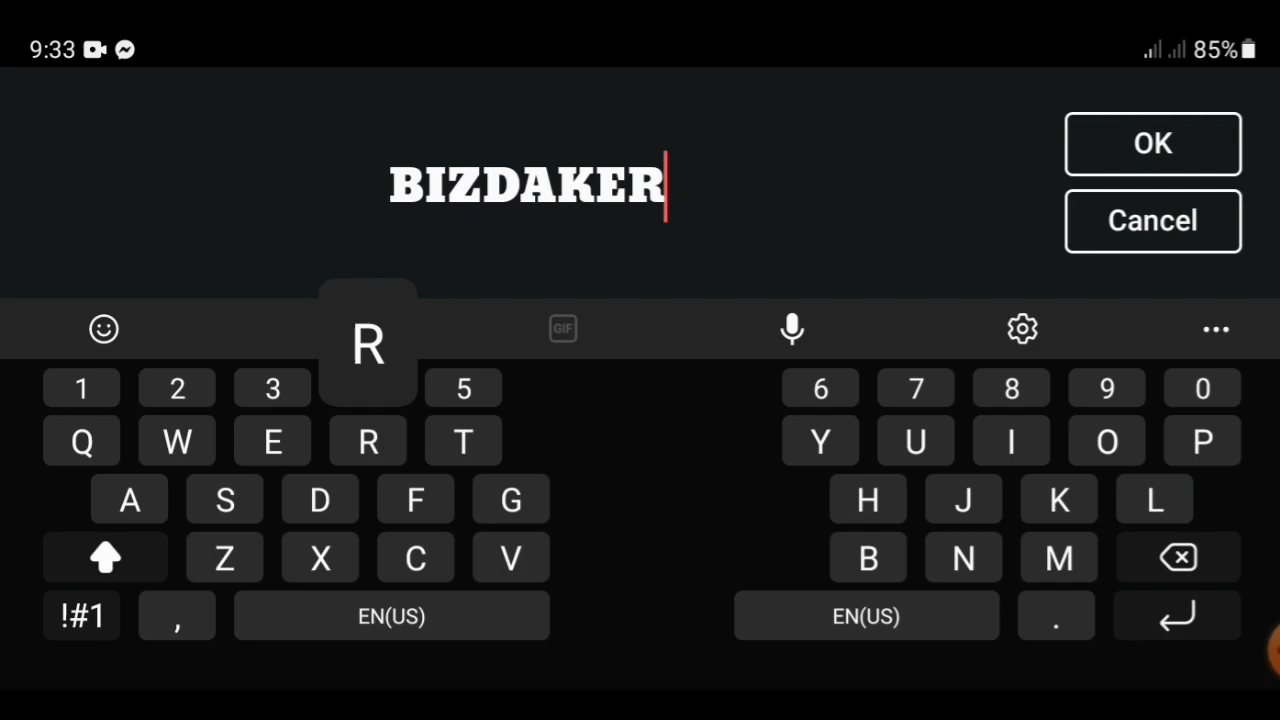 9:33 85%
BIZDAKER
OK
Cancel
R
GIF
1 2 3 5 6 7 8 9 0
Q W E R T Y U I O P
A S D F G H J K L
Z X C V B N M
!#1 , EN(US) EN(US) .